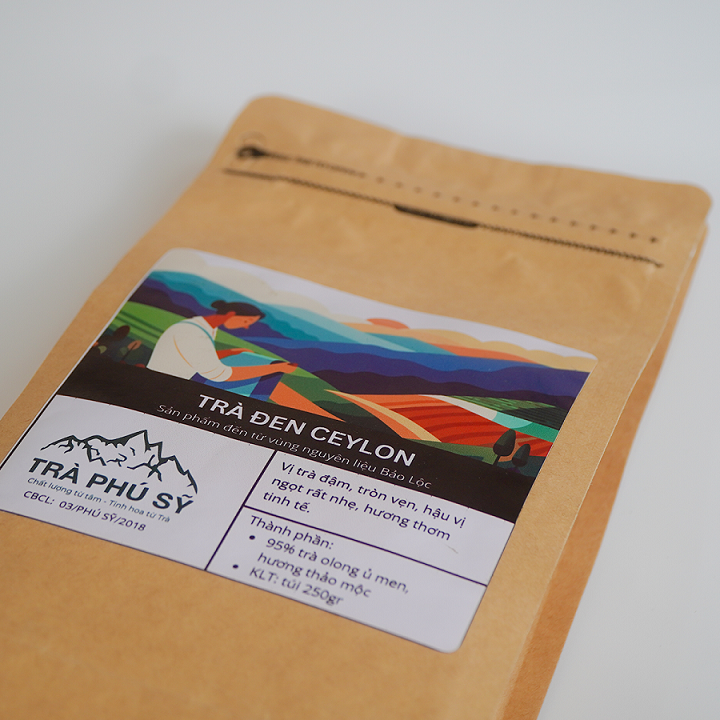 TRÀ ĐEN CEYLON
Sản phẩm đến từ vùng nguyên liệu Bảo Lộc
TRÀ PHÚ SỸ
Chất lượng từ tâm - Tinh hoa từ Trà
CBCL: 03/PHÚ SỸ/2018
Vị trà đậm, tròn vẹn, hậu vị
ngọt rất nhẹ, hương thơm
tinh tế.
Thành phần:
• 95% trà olong ủ men,
hương thảo mộc
• KLT: túi 250gr